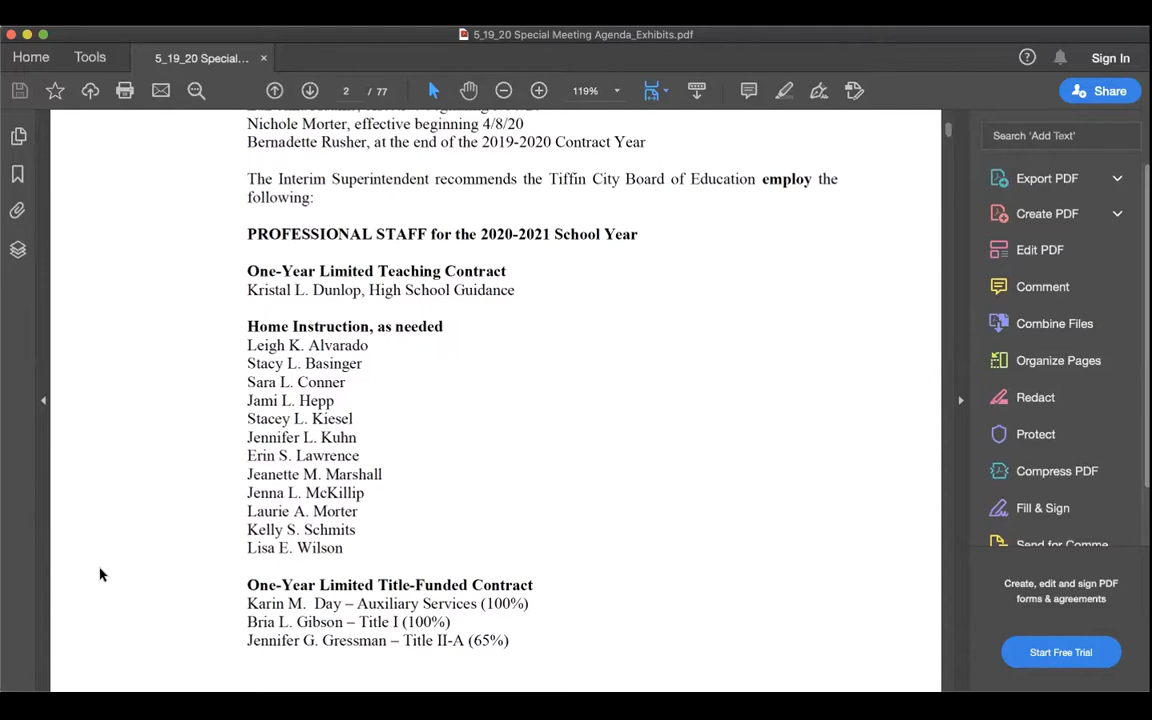 5_19_20 Special Meeting Agenda_Exhibits.pdf
Home
Tools
5_19_20 Special...
×
Sign In
2 / 77
119%
Share
Nichole Morter, effective beginning 4/8/20
Bernadette Rusher, at the end of the 2019-2020 Contract Year
The Interim Superintendent recommends the Tiffin City Board of Education employ the
following:
PROFESSIONAL STAFF for the 2020-2021 School Year
One-Year Limited Teaching Contract
Kristal L. Dunlop, High School Guidance
Home Instruction, as needed
Leigh K. Alvarado
Stacy L. Basinger
Sara L. Conner
Jami L. Hepp
Stacey L. Kiesel
Jennifer L. Kuhn
Erin S. Lawrence
Jeanette M. Marshall
Jenna L. McKillip
Laurie A. Morter
Kelly S. Schmits
Lisa E. Wilson
One-Year Limited Title-Funded Contract
Karin M. Day – Auxiliary Services (100%)
Bria L. Gibson – Title I (100%)
Jennifer G. Gressman – Title II-A (65%)
Search 'Add Text'
Export PDF
Create PDF
Edit PDF
Comment
Combine Files
Organize Pages
Redact
Protect
Compress PDF
Fill & Sign
Send for Comme
Create, edit and sign PDF
forms & agreements
Start Free Trial